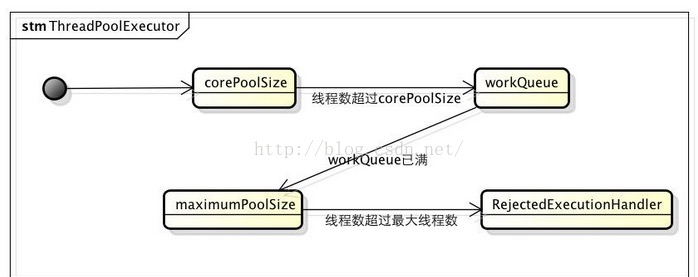 stm ThreadPoolExecutor
corePoolSize
workQueue
线程数超过corePoolSize
http://blog.csdn.net/
workQueue已满
maximumPoolSize
RejectedExecutionHandler
线程数超过最大线程数